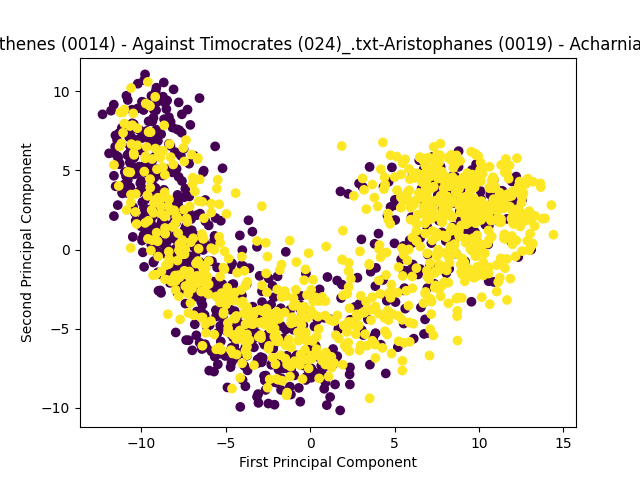 thenes (0014) - Against Timocrates (024)_.txt-Aristophanes (0019) - Acharnia
10
5
0
−5
−10
Second Principal Component
−10 −5 0 5 10 15
First Principal Component